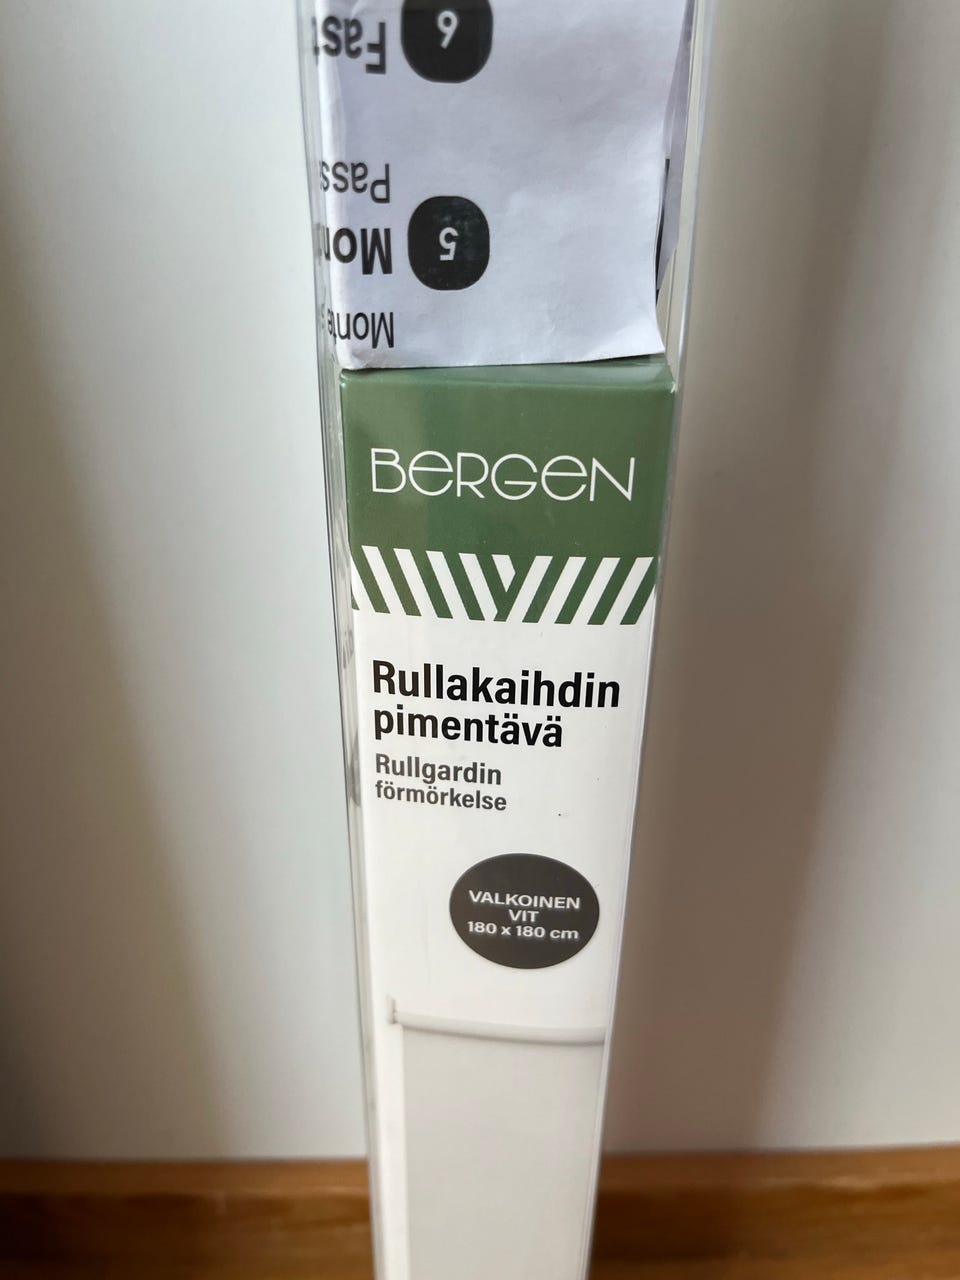 6
Fast
Pass
5
Mon
Monte
BERGEN
Rullakaihdin
pimentävä
Rullgardin
förmörkelse
VALKOINEN
VIT
180 x 180 cm